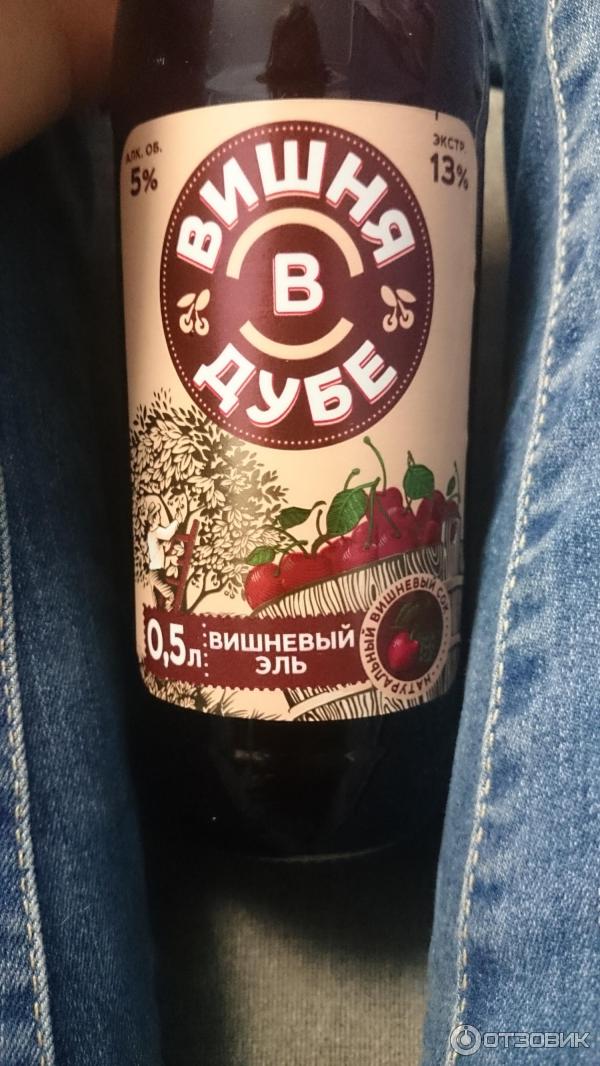 АЛК. ОБ.
5%
ЭКСТР.
13%
ВИШНЯ
В
ДУБЕ
0,5л
ВИШНЕВЫЙ
ЭЛЬ
НАТУРАЛЬНЫЙ ВИШНЕВЫЙ СОК
ОТЗОВИК